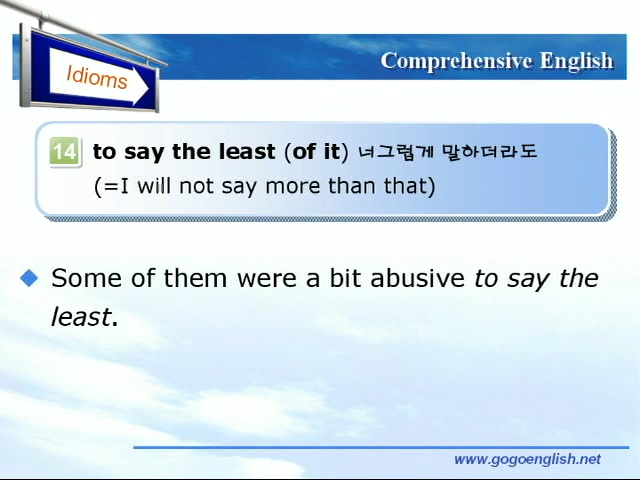 Idioms
Comprehensive English
14 to say the least (of it) 너그럽게 말하더라도
(=I will not say more than that)
Some of them were a bit abusive to say the
least.
www.gogoenglish.net